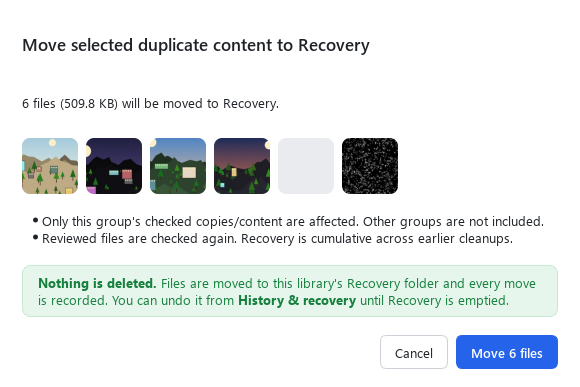 Move selected duplicate content to Recovery
6 files (509.8 KB) will be moved to Recovery.
• Only this group's checked copies/content are affected. Other groups are not included.
• Reviewed files are checked again. Recovery is cumulative across earlier cleanups.
Nothing is deleted. Files are moved to this library's Recovery folder and every move
is recorded. You can undo it from History & recovery until Recovery is emptied.
Cancel
Move 6 files